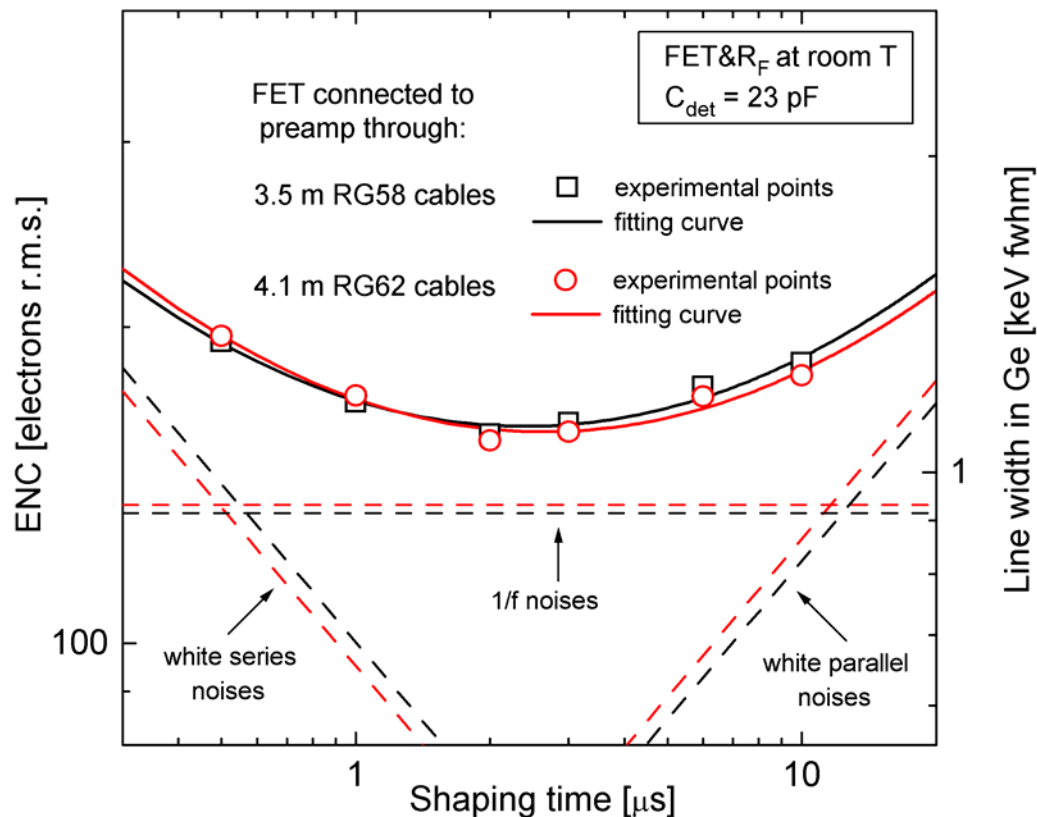 FET&R_F at room T
C_det = 23 pF
FET connected to
preamp through:
3.5 m RG58 cables
experimental points
fitting curve
4.1 m RG62 cables
experimental points
fitting curve
ENC [electrons r.m.s.]
Line width in Ge [keV fwhm]
1
1/f noises
100
white series
noises
white parallel
noises
1
10
Shaping time [μs]